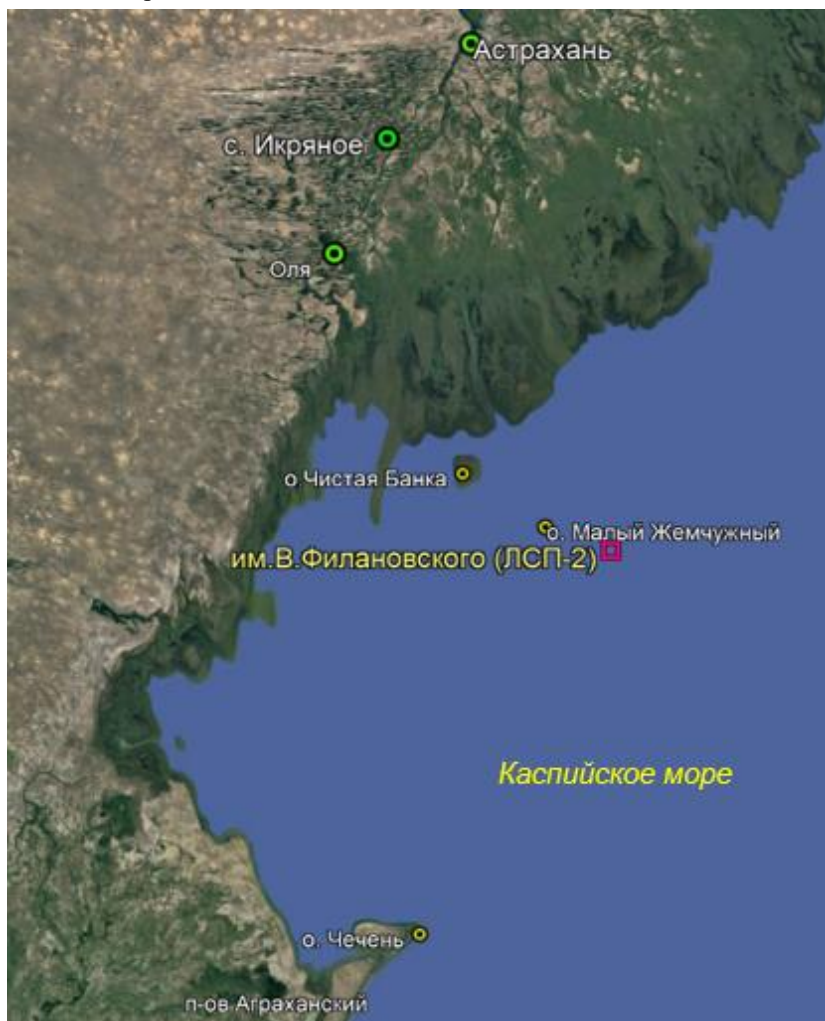 Астрахань
с. Икряное
Оля
о Чистая Банка
о. Малый Жемчужный
им.В.Филановского (ЛСП-2)
Каспийское море
о. Чечень
п-ов Аграханский